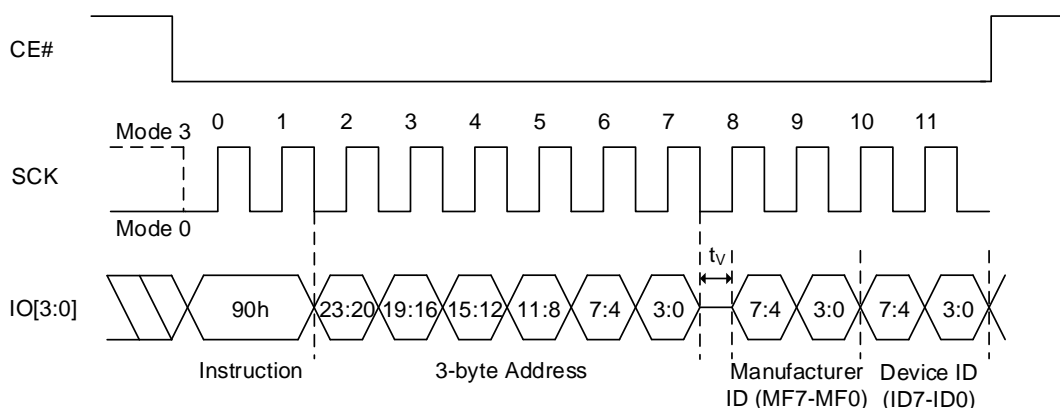 CE#
0 1 2 3 4 5 6 7 8 9 10 11
Mode 3
SCK
Mode 0
tV
IO[3:0]
90h 23:20 19:16 15:12 11:8 7:4 3:0 7:4 3:0 7:4 3:0
Instruction 3-byte Address Manufacturer Device ID
ID (MF7-MF0) (ID7-ID0)